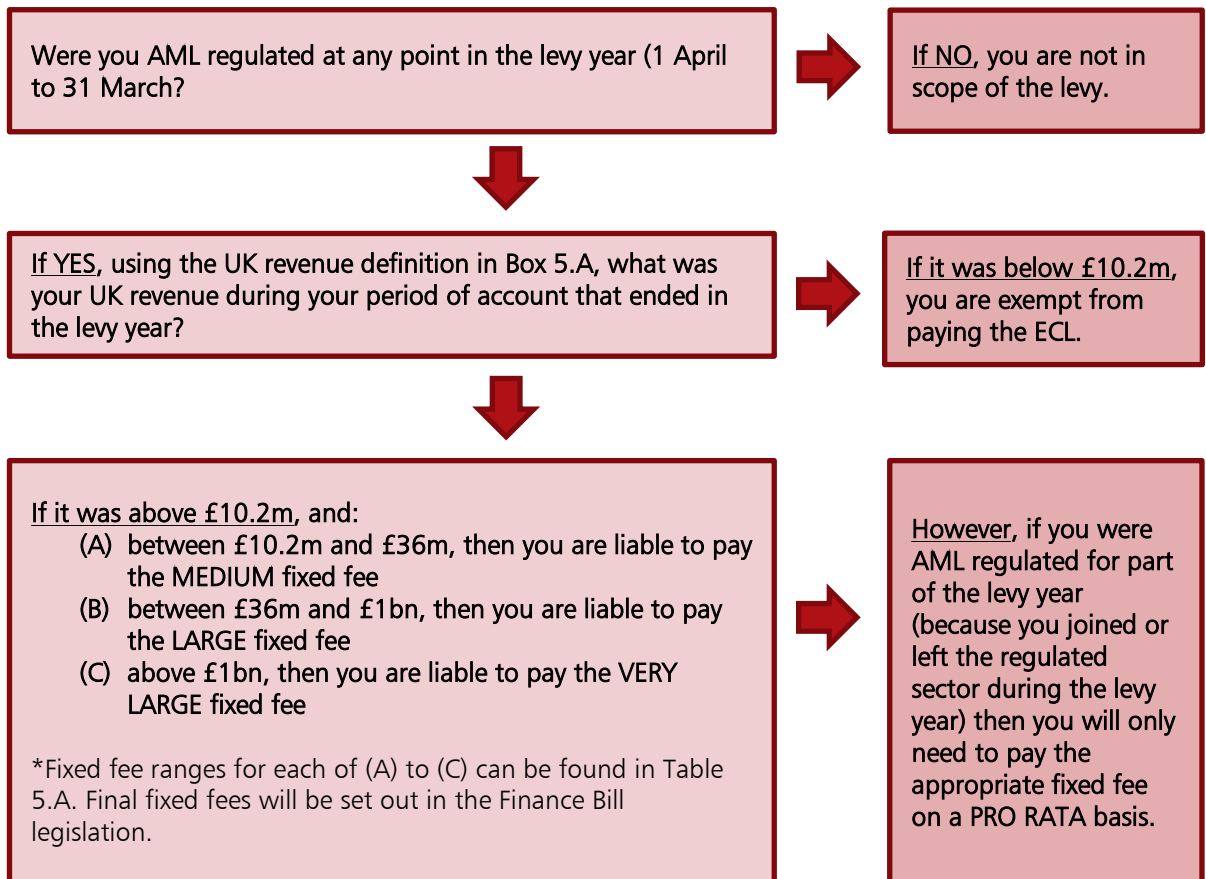 Were you AML regulated at any point in the levy year (1 April
to 31 March?
If NO, you are not in
scope of the levy.
If YES, using the UK revenue definition in Box 5.A, what was
your UK revenue during your period of account that ended in
the levy year?
If it was below £10.2m,
you are exempt from
paying the ECL.
If it was above £10.2m, and:
(A) between £10.2m and £36m, then you are liable to pay
the MEDIUM fixed fee
(B) between £36m and £1bn, then you are liable to pay
the LARGE fixed fee
(C) above £1bn, then you are liable to pay the VERY
LARGE fixed fee
*Fixed fee ranges for each of (A) to (C) can be found in Table
5.A. Final fixed fees will be set out in the Finance Bill
legislation.
However, if you were
AML regulated for part
of the levy year
(because you joined or
left the regulated
sector during the levy
year) then you will only
need to pay the
appropriate fixed fee
on a PRO RATA basis.